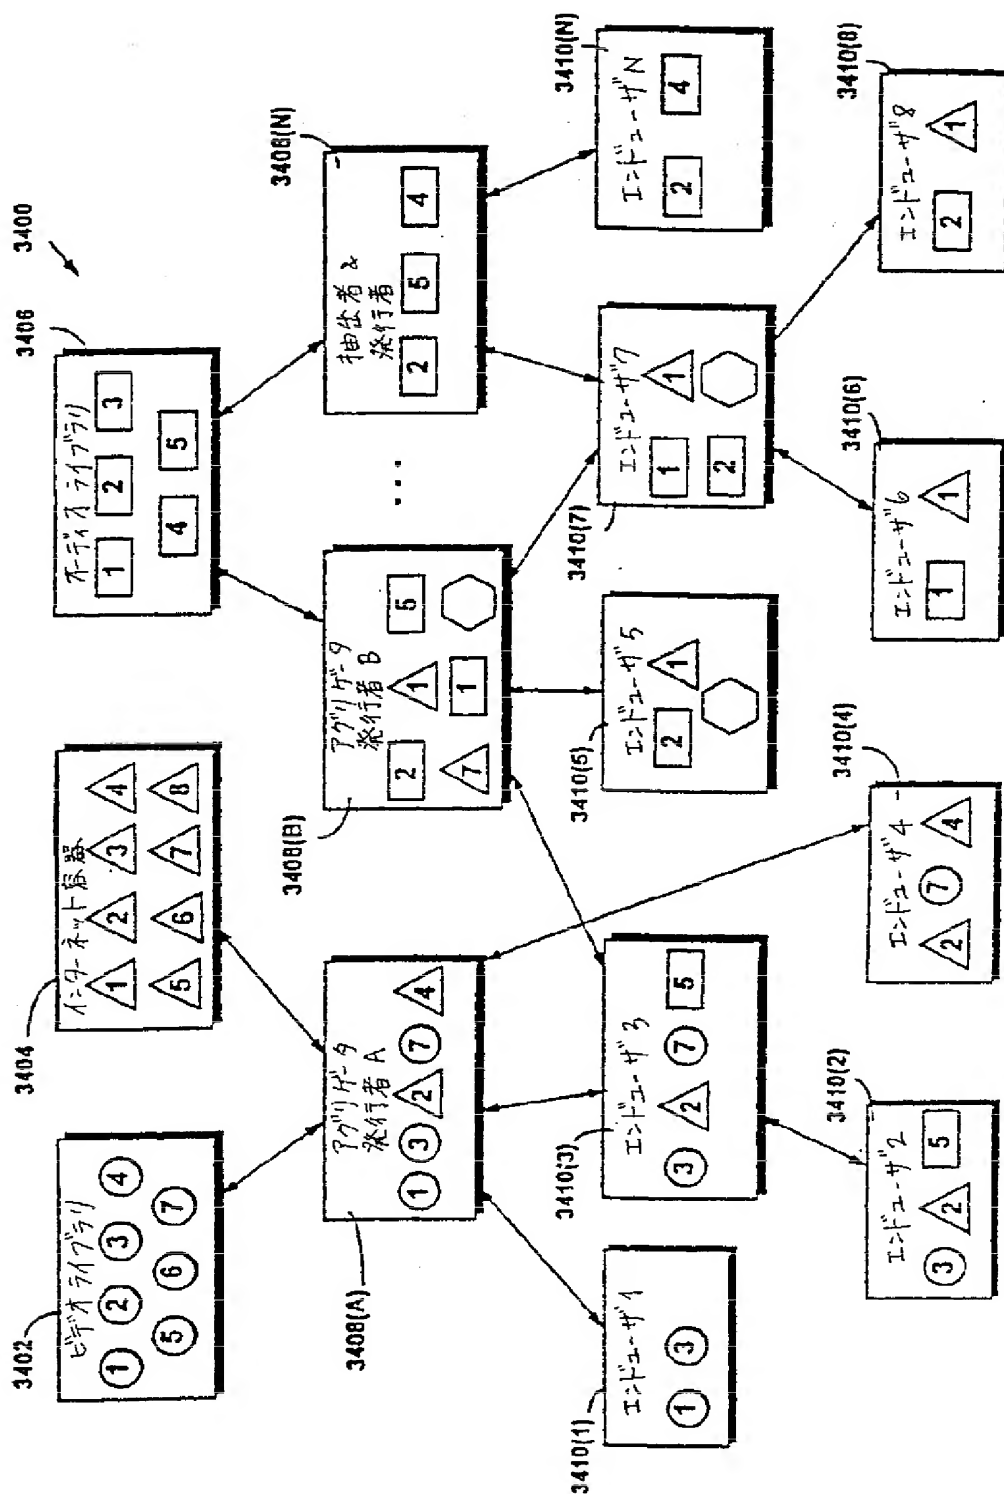 3400
3402
ビデオライブラリ
1 2 3 4
5 6 7
3404
インターネット容器
1 2 3 4
5 6 7 8
3406
オーディオライブラリ
1 2 3
4 5
3408(A)
アグリゲータ
発行者 A
1 3 2 7 4
3408(B)
アグリゲータ
発行者 B
2 1 5
7 1
...
3408(N)
抽出者 &
発行者
2 5 4
3410(1)
エンドユーザ1
1 3
3410(3)
エンドユーザ3
3 2 7 5
3410(5)
エンドユーザ5
2 1
3410(7)
エンドユーザ7
1 1
2
3410(N)
エンドユーザN
2 4
3410(2)
エンドユーザ2
3 2 5
3410(4)
エンドユーザ4
2 7 4
3410(6)
エンドユーザ6
1 1
3410(8)
エンドユーザ8
2 1